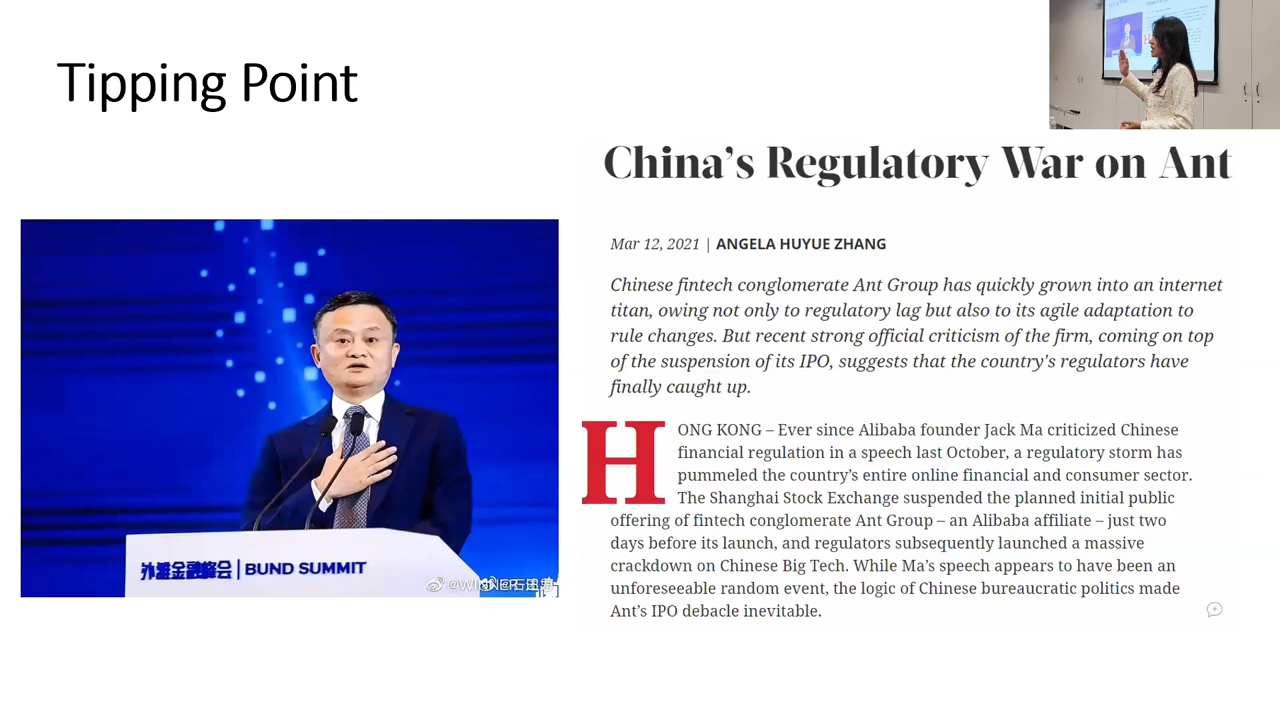 Tipping Point
China’s Regulatory War on Ant
Mar 12, 2021 | ANGELA HUYUE ZHANG
Chinese fintech conglomerate Ant Group has quickly grown into an internet
titan, owing not only to regulatory lag but also to its agile adaptation to
rule changes. But recent strong official criticism of the firm, coming on top
of the suspension of its IPO, suggests that the country's regulators have
finally caught up.
HONG KONG – Ever since Alibaba founder Jack Ma criticized Chinese
financial regulation in a speech last October, a regulatory storm has
pummeled the country’s entire online financial and consumer sector.
The Shanghai Stock Exchange suspended the planned initial public
offering of fintech conglomerate Ant Group – an Alibaba affiliate – just two
days before its launch, and regulators subsequently launched a massive
crackdown on Chinese Big Tech. While Ma’s speech appears to have been an
unforeseeable random event, the logic of Chinese bureaucratic politics made
Ant’s IPO debacle inevitable.
外滩金融峰会 | BUND SUMMIT